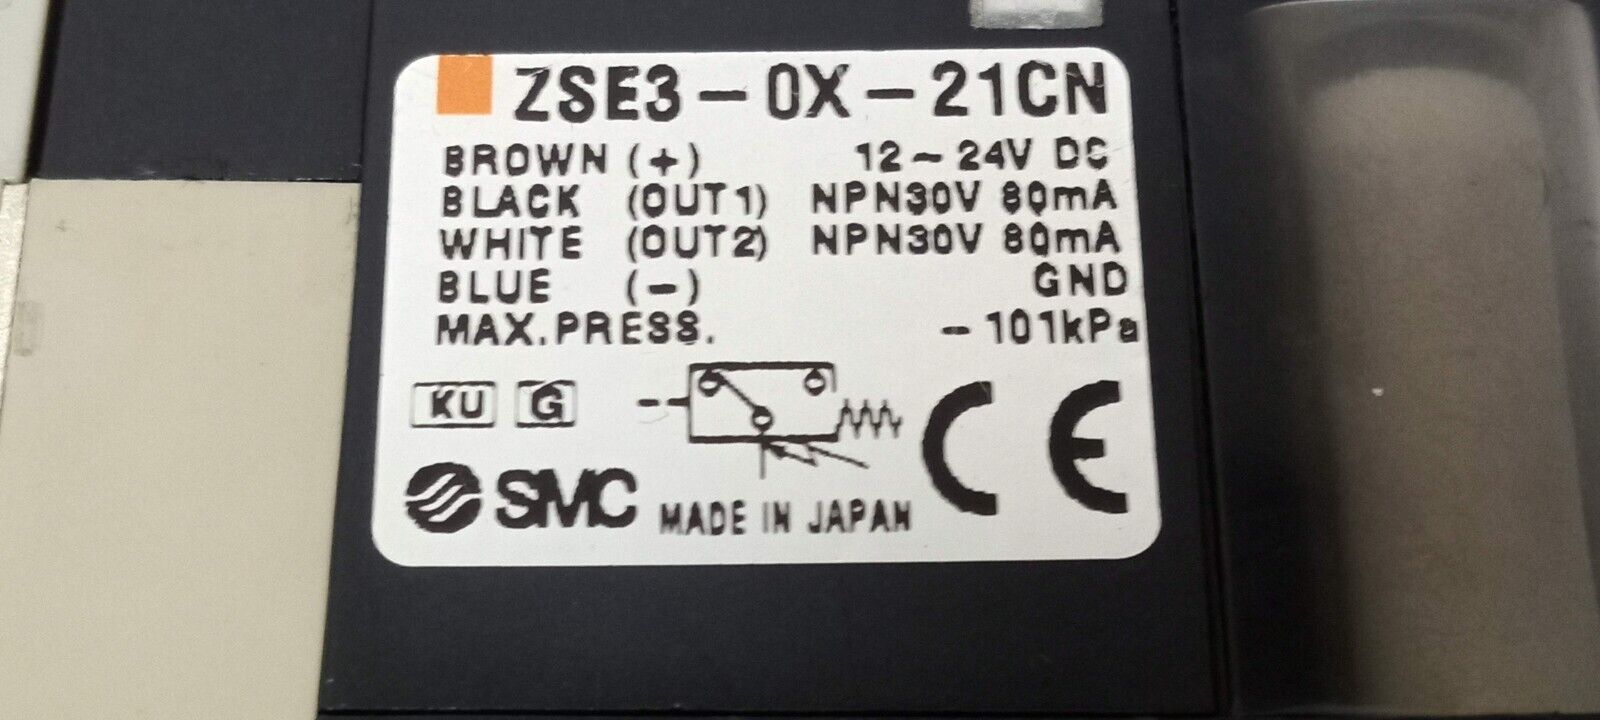 ZSE3-0X-21CN
BROWN (+) 12~24V DC
BLACK (OUT1) NPN30V 80mA
WHITE (OUT2) NPN30V 80mA
BLUE (-) GND
MAX.PRESS. -101kPa
KU G
SMC MADE IN JAPAN CE